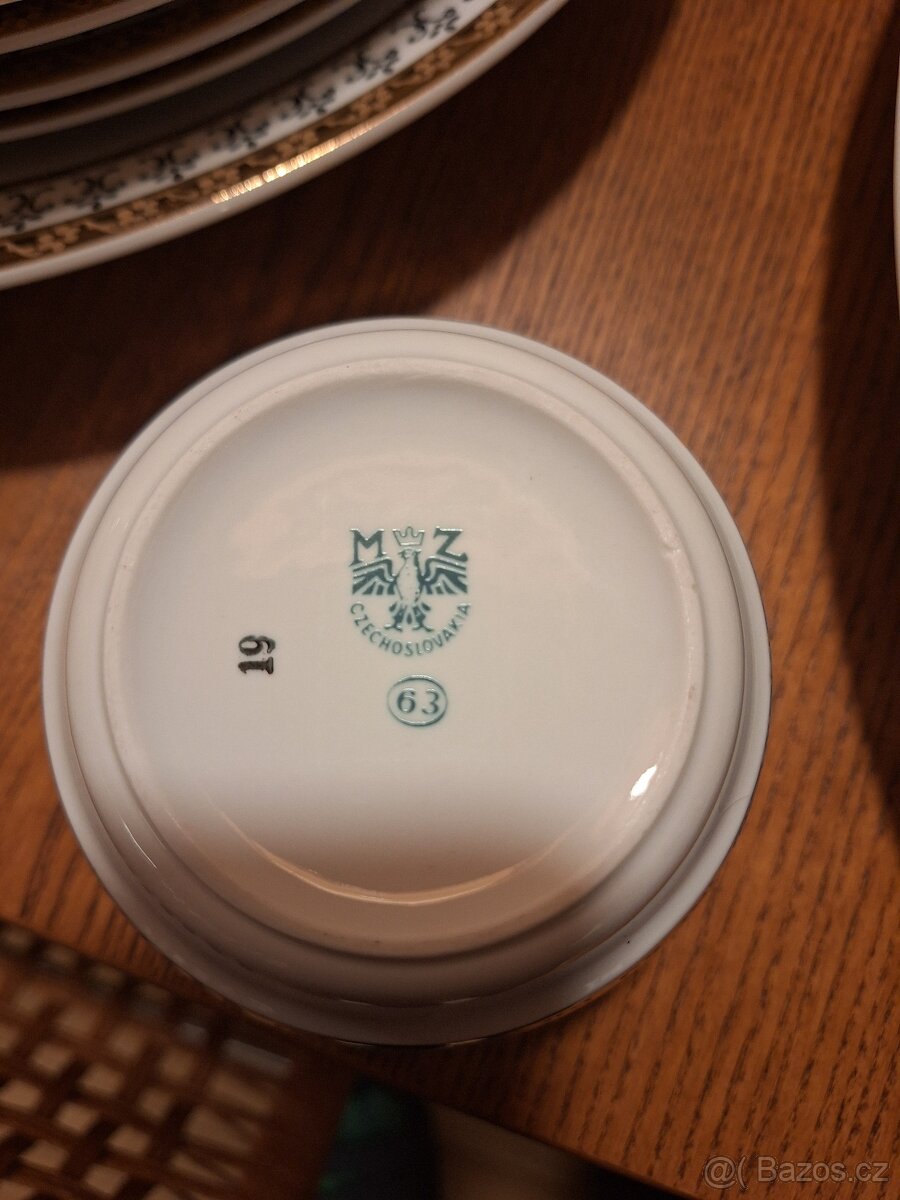 M Z
CZECHOSLOVAKIA
63
19
@( Bazos.cz